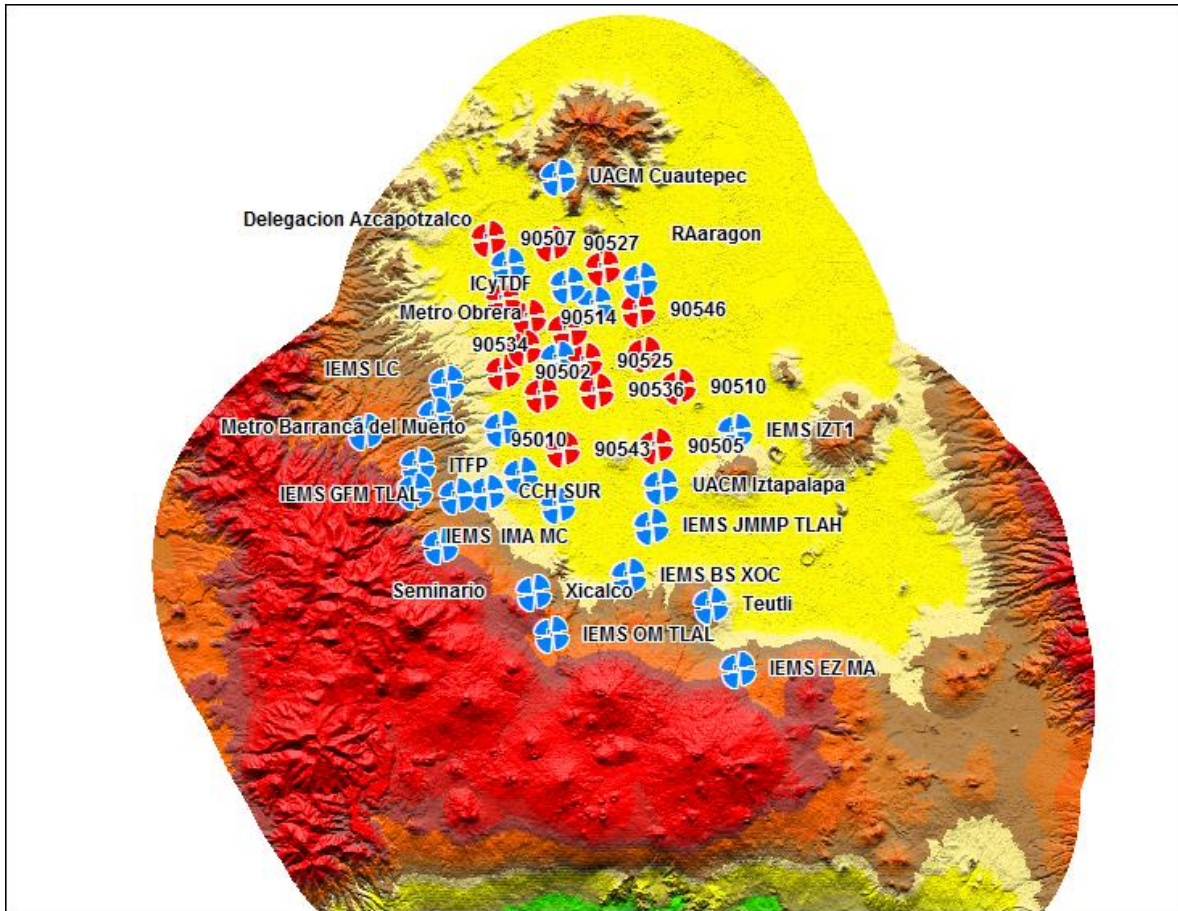 UACM Cuautepec
Delegacion Azcapotzalco
90507
90527
RAaragon
ICyTDF
Metro Obrera
90514
90546
90534
90525
IEMS LC
90502
90536
90510
Metro Barranca del Muerto
95010
90543
90505
IEMS IZT1
ITFP
IEMS GFM TLAL
CCH SUR
UACM Iztapalapa
IEMS JMMP TLAH
IEMS IMA MC
IEMS BS XOC
Seminario
Xicalco
Teutli
IEMS OM TLAL
IEMS EZ MA